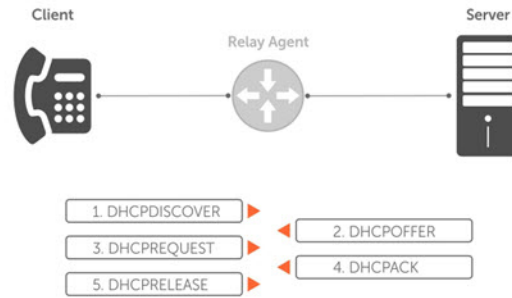 Client
Server
Relay Agent
1. DHCPDISCOVER
2. DHCPOFFER
3. DHCPREQUEST
4. DHCPACK
5. DHCPRELEASE